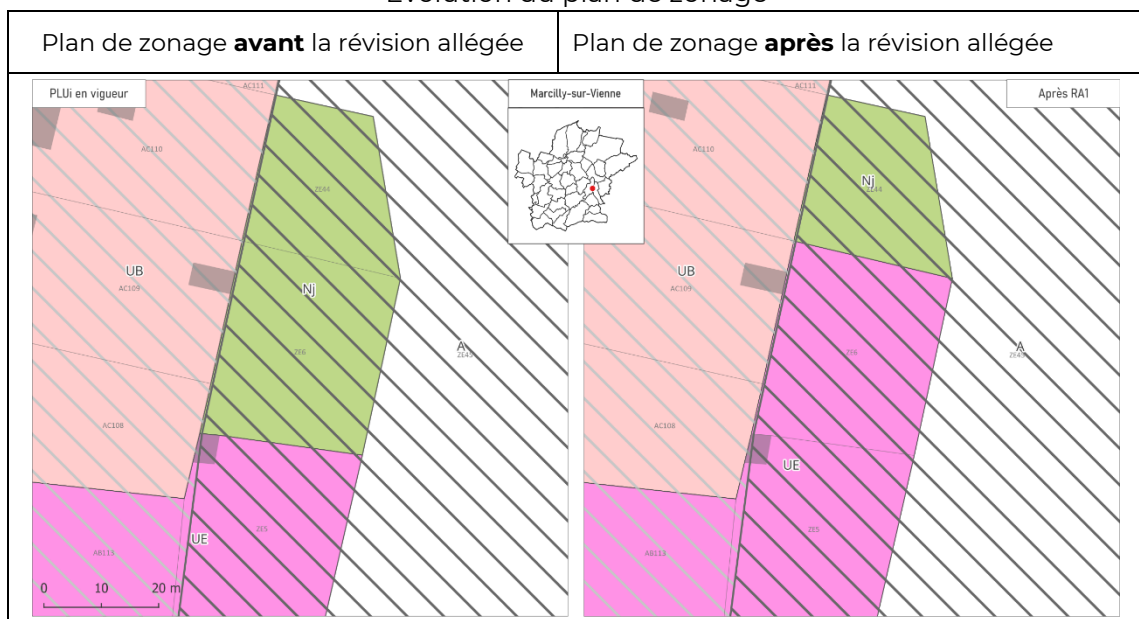 Évolution du plan de zonage
Plan de zonage avant la révision allégée
Plan de zonage après la révision allégée
PLUi en vigueur
AC111
AC110
ZE44
UB
AC109
Nj
A
ZE45
ZE6
AC108
ZE5
UE
AB113
0 10 20 m
Marcilly-sur-Vienne
Après RA1
AC111
AC110
Nj
ZE44
UB
AC109
A
ZE45
ZE6
AC108
UE
ZE5
AB113